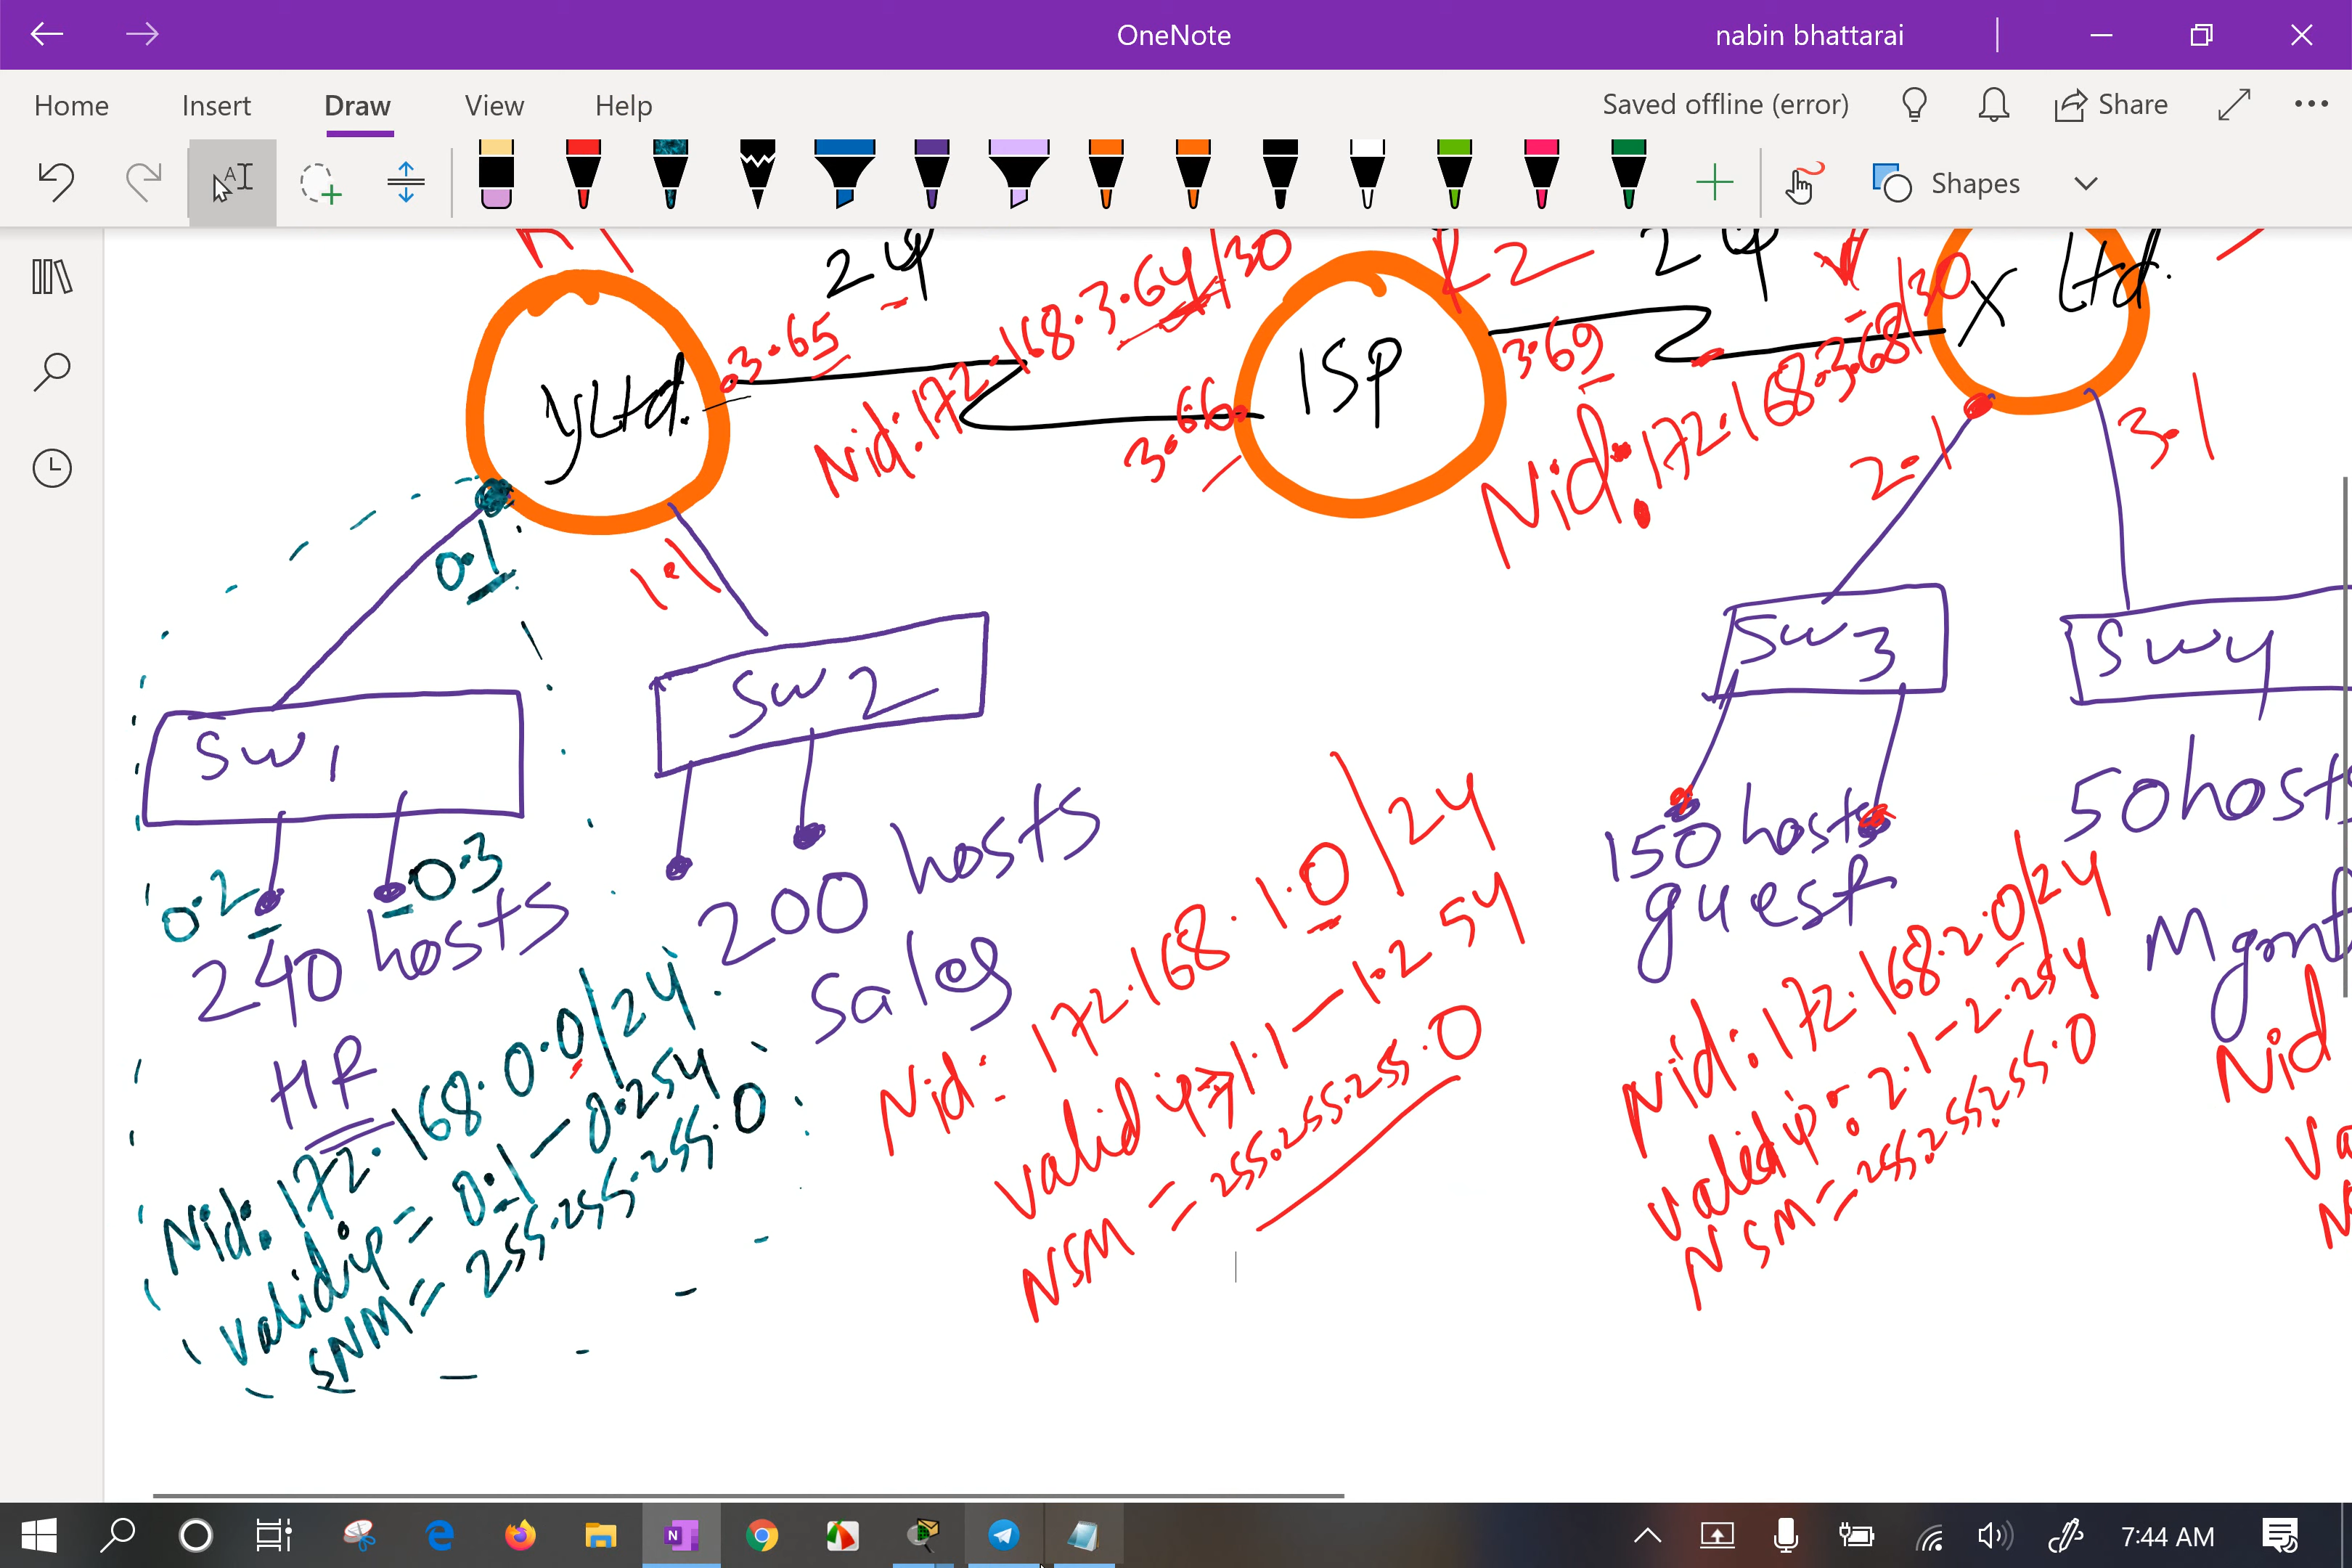 OneNote
nabin bhattarai
Home Insert Draw View Help
Saved offline (error)
Share
Shapes
24
24
R2
Y Ltd.
ISP
X Ltd.
3.65
Nid: 172.168.3.64/30
3.66
3.69
Nid: 172.168.3.68/30
2.1
3.1
0.1
1.1
SW1
SW2
SW3
SW4
0.2
0.3
240 hosts
HR
Nid: 172.168.0.0/24
valid ip = 0.1 - 0.254
SNM = 255.255.255.0
200 hosts
Sales
Nid: 172.168.1.0/24
valid ip => 1.1 - 1.254
NSM = 255.255.255.0
150 hosts
guest
Nid: 172.168.2.0/24
valid ip: 2.1 - 2.254
NSM = 255.255.255.0
50 hosts
Mgmt
Nid
Va
N
7:44 AM